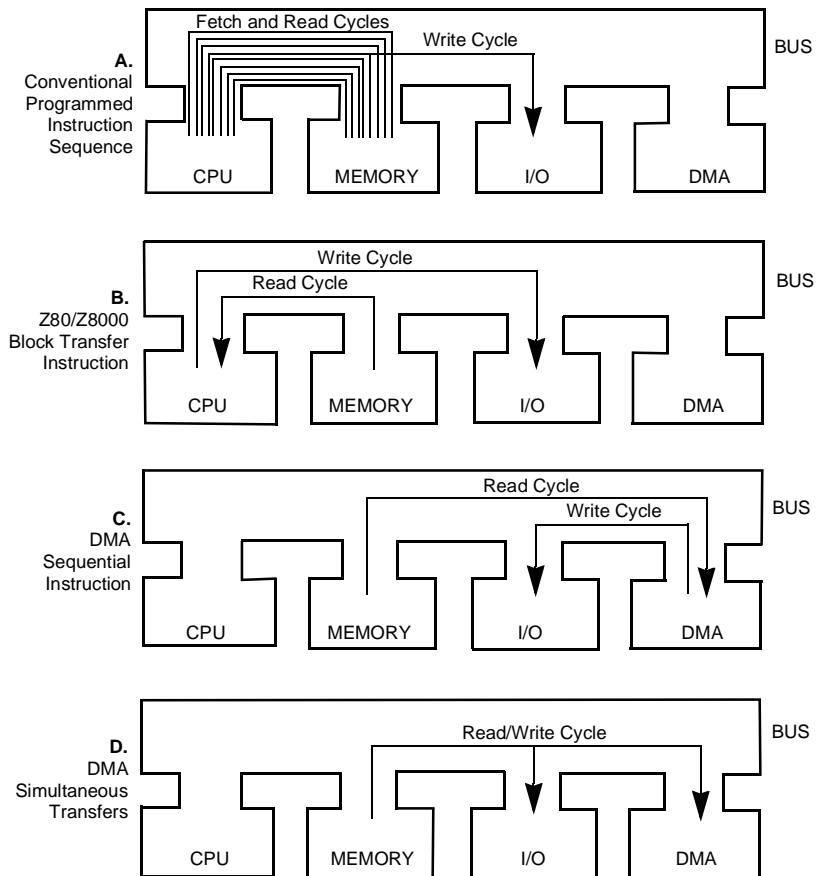 Fetch and Read Cycles
Write Cycle
BUS
A.
Conventional
Programmed
Instruction
Sequence
CPU
MEMORY
I/O
DMA
Write Cycle
BUS
Read Cycle
B.
Z80/Z8000
Block Transfer
Instruction
CPU
MEMORY
I/O
DMA
Read Cycle
BUS
Write Cycle
C.
DMA
Sequential
Instruction
CPU
MEMORY
I/O
DMA
Read/Write Cycle
BUS
D.
DMA
Simultaneous
Transfers
CPU
MEMORY
I/O
DMA